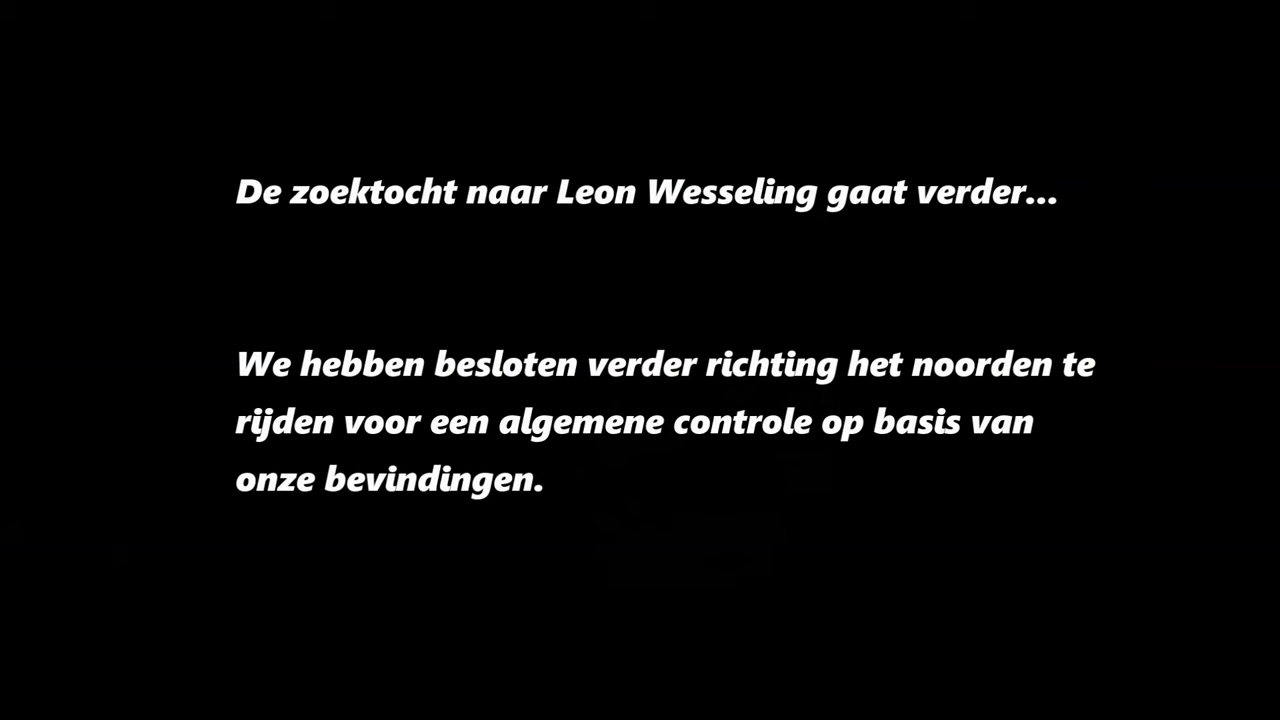 De zoektocht naar Leon Wesseling gaat verder...
We hebben besloten verder richting het noorden te
rijden voor een algemene controle op basis van
onze bevindingen.